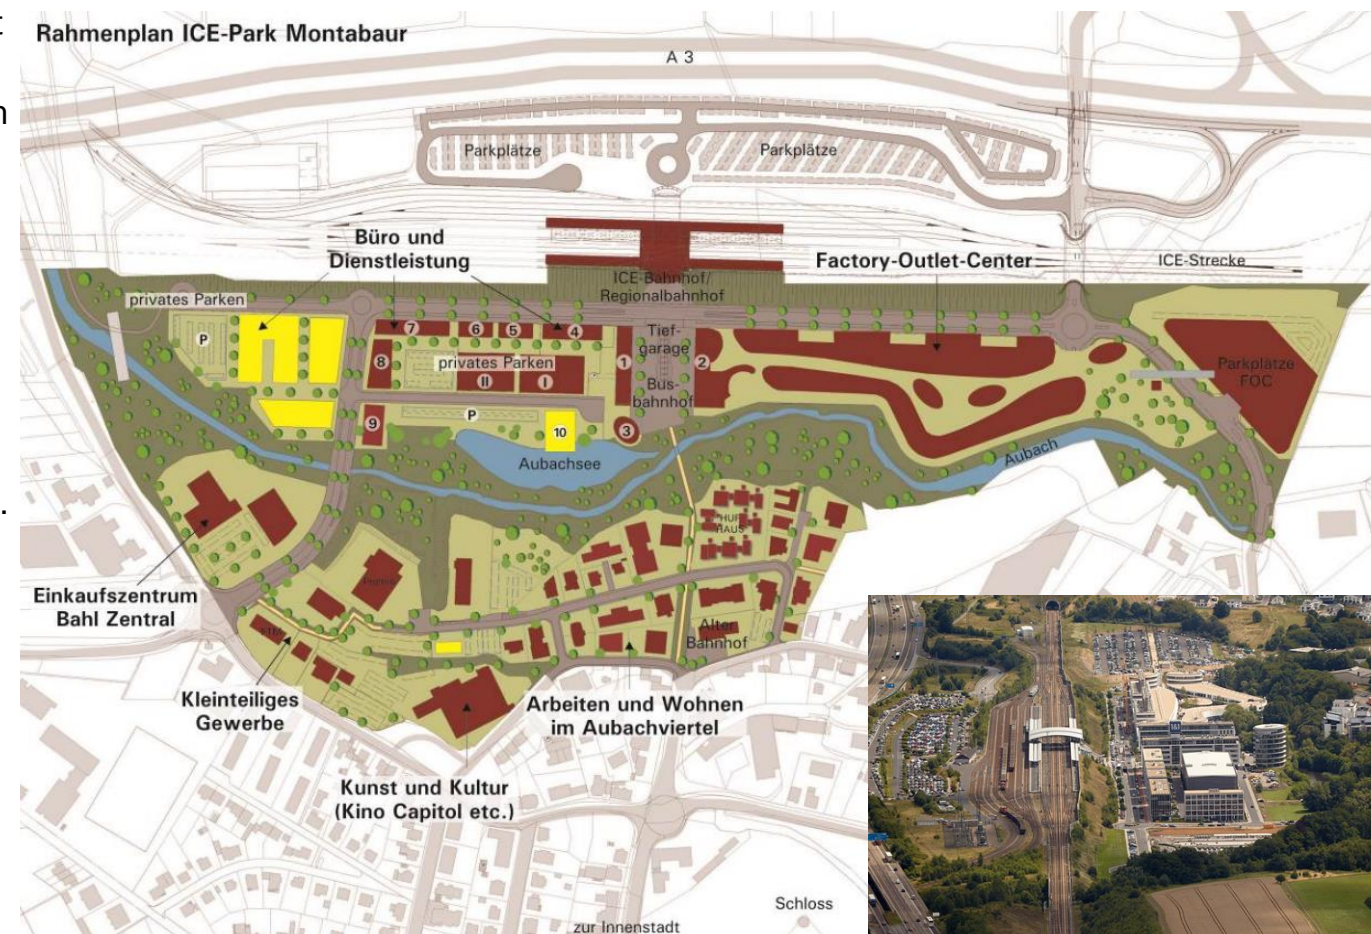 t
Rahmenplan ICE-Park Montabaur
A 3
n
Parkplätze
Parkplätze
Büro und
Dienstleistung
Factory-Outlet-Center
ICE-Strecke
ICE-Bahnhof/
Regionalbahnhof
privates Parken
7
6
5
4
Tief-
garage
P
privates Parken
8
1
2
Parkplätze
FOC
II
I
Bus-
bahnhof
P
9
10
3
Aubach
Aubachsee
.
HUF
HAUS
Einkaufszentrum
Bahl Zentral
Alter
Bahnhof
Kleinteiliges
Gewerbe
Arbeiten und Wohnen
im Aubachviertel
Kunst und Kultur
(Kino Capitol etc.)
Schloss
zur Innenstadt